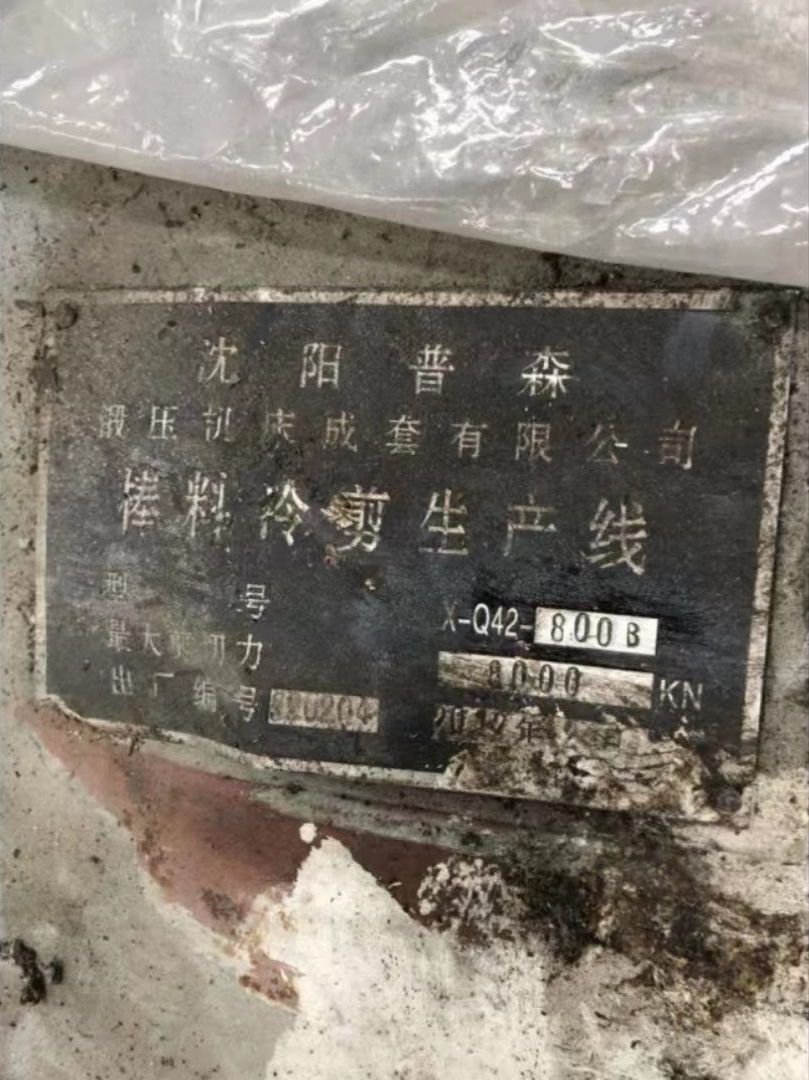 沈阳普森
锻压机床成套有限公司
棒料冷剪生产线
型号 X-Q42-800B
最大剪切力 8000 KN
出厂编号 0204